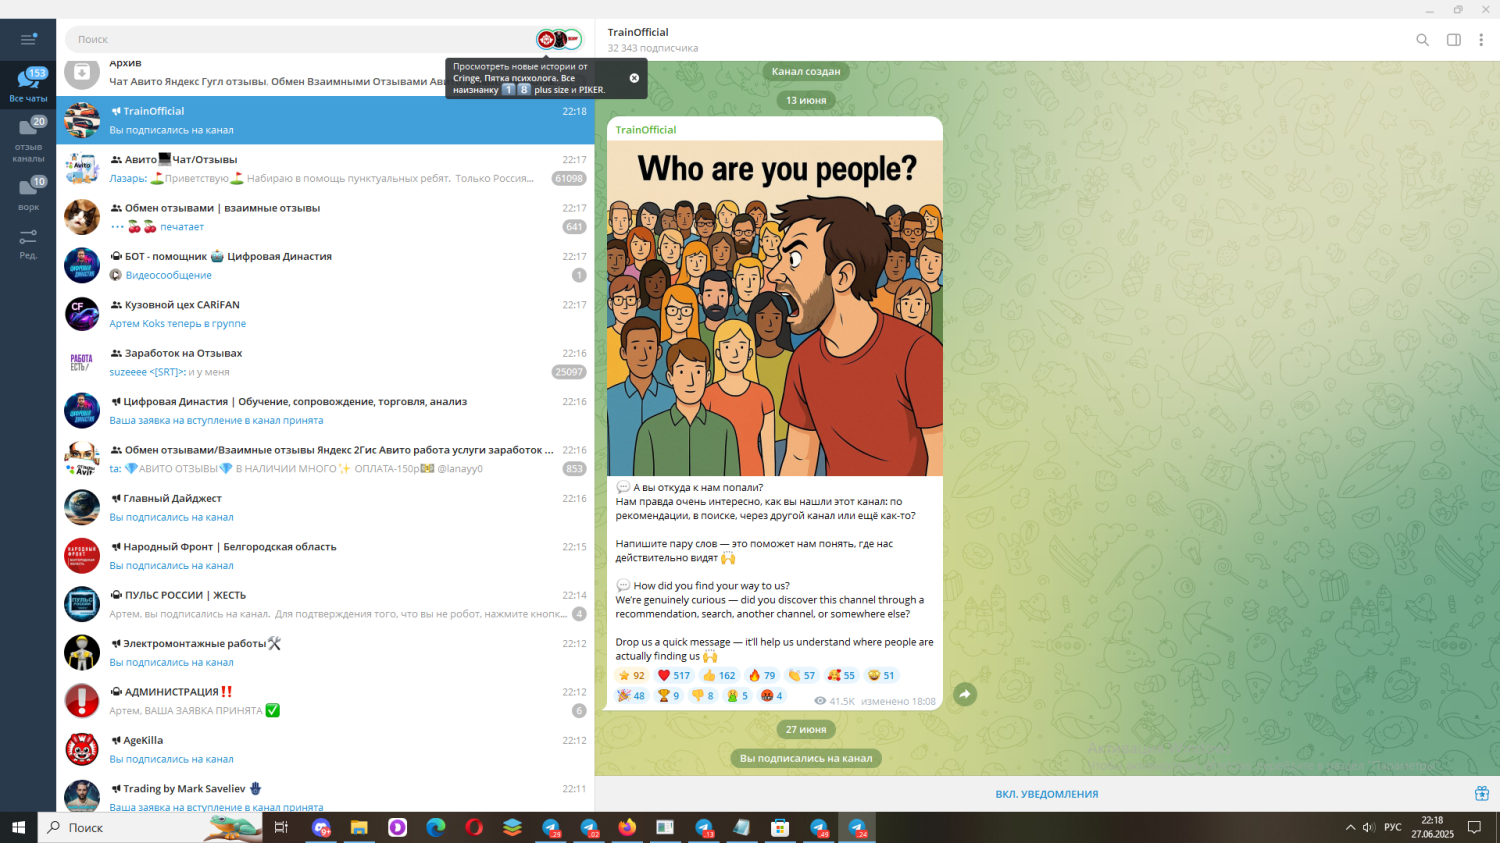 Поиск
TrainOfficial
32 343 подписчика
153
Все чаты
20
отзыв
каналы
10
ворк
Ред.
Архив
Чат Авито Яндекс Гугл отзывы. Обмен Взаимными Отзывами Ави
Просмотреть новые истории от
Cringe, Пятка психолога, Все
наизнанку 1 8 plus size и PIKER.
TrainOfficial 22:18
Вы подписались на канал
Авито💻Чат/Отзывы 22:17
Лазарь: ⛳Приветствую⛳ Набираю в помощь пунктуальных ребят. Только Россия... 61098
Обмен отзывами | взаимные отзывы 22:17
🍒🍒 печатает 641
БОТ - помощник 🤖 Цифровая Династия 22:17
Видеосообщение 1
Кузовной цех CARiFAN 22:17
Артем Koks теперь в группе
Заработок на Отзывах 22:16
suzeeee <[SRT]>: и у меня 25097
Цифровая Династия | Обучение, сопровождение, торговля, анализ 22:16
Ваша заявка на вступление в канал принята
Обмен отзывами/Взаимные отзывы Яндекс 2Гис Авито работа услуги заработок ... 22:16
ta: 💎АВИТО ОТЗЫВЫ💎 В НАЛИЧИИ МНОГО✨ ОПЛАТА-150р💵 @lanayy0 853
Главный Дайджест 22:16
Вы подписались на канал
Народный Фронт | Белгородская область 22:15
Вы подписались на канал
ПУЛЬС РОССИИ | ЖЕСТЬ 22:14
Артем, вы подписались на канал. Для подтверждения того, что вы не робот, нажмите кнопк... 4
Электромонтажные работы🛠 22:12
Вы подписались на канал
АДМИНИСТРАЦИЯ‼ 22:12
Артем, ВАША ЗАЯВКА ПРИНЯТА ✅ 6
AgeKilla 22:12
Вы подписались на канал
Trading by Mark Saveliev 22:11
Ваша заявка на вступление в канал принята
Avito
CF
РАБОТА
ЕСТЬ/
Канал создан
13 июня
TrainOfficial
Who are you people?
💬 А вы откуда к нам попали?
Нам правда очень интересно, как вы нашли этот канал: по
рекомендации, в поиске, через другой канал или ещё как-то?
Напишите пару слов — это поможет нам понять, где нас
действительно видят 🙌
💬 How did you find your way to us?
We're genuinely curious — did you discover this channel through a
recommendation, search, another channel, or somewhere else?
Drop us a quick message — it'll help us understand where people are
actually finding us 🙌
92 517 162 79 57 55 51
48 9 8 5 4
41.5K изменено 18:08
27 июня
Вы подписались на канал
ВКЛ. УВЕДОМЛЕНИЯ
Поиск
РУС
22:18
27.06.2025